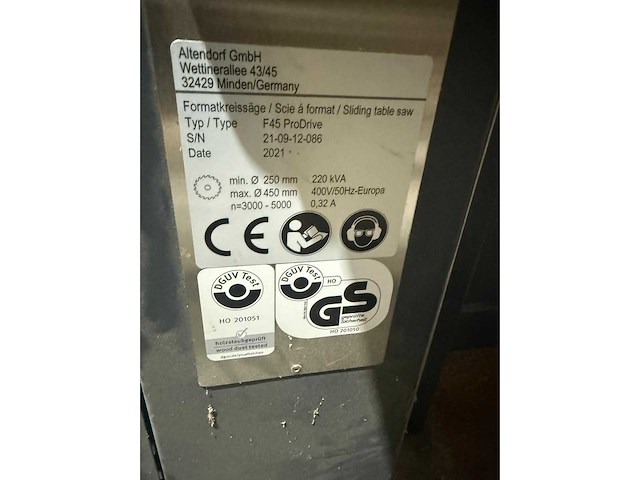 Altendorf GmbH
Wettinerallee 43/45
32429 Minden/Germany
Formatkreissäge / Scie à format / Sliding table saw
Typ / Type F45 ProDrive
S/N 21-09-12-086
Date 2021
min. Ø 250 mm 220 kVA
max. Ø 450 mm 400V/50Hz-Europa
n=3000 - 5000 0,32 A
CE
DGUV Test
HO 201051
holzstaubgeprüft
wood dust tested
DGUV Test
HO
GS
geprüfte
Sicherheit
HO 201050